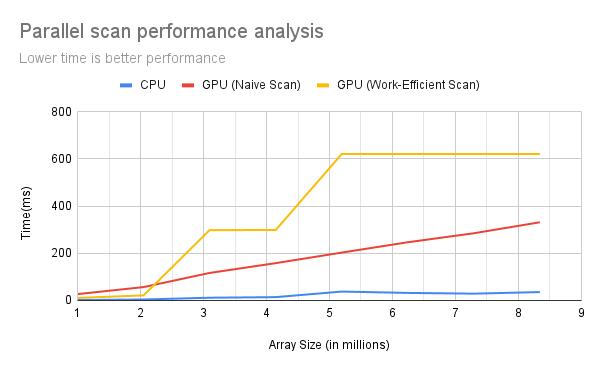 Parallel scan performance analysis
Lower time is better performance
CPU GPU (Naive Scan) GPU (Work-Efficient Scan)
800
600
400
200
0
Time(ms)
1 2 3 4 5 6 7 8 9
Array Size (in millions)